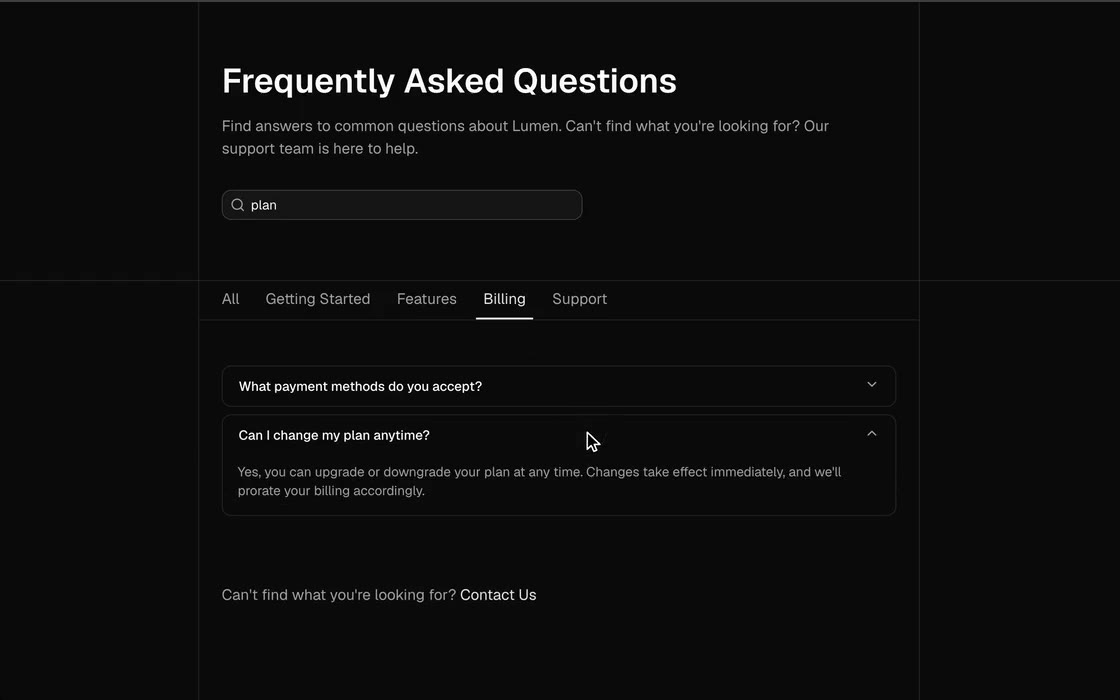 Frequently Asked Questions
Find answers to common questions about Lumen. Can't find what you're looking for? Our
support team is here to help.
plan
All Getting Started Features Billing Support
What payment methods do you accept?
Can I change my plan anytime?
Yes, you can upgrade or downgrade your plan at any time. Changes take effect immediately, and we'll
prorate your billing accordingly.
Can't find what you're looking for? Contact Us